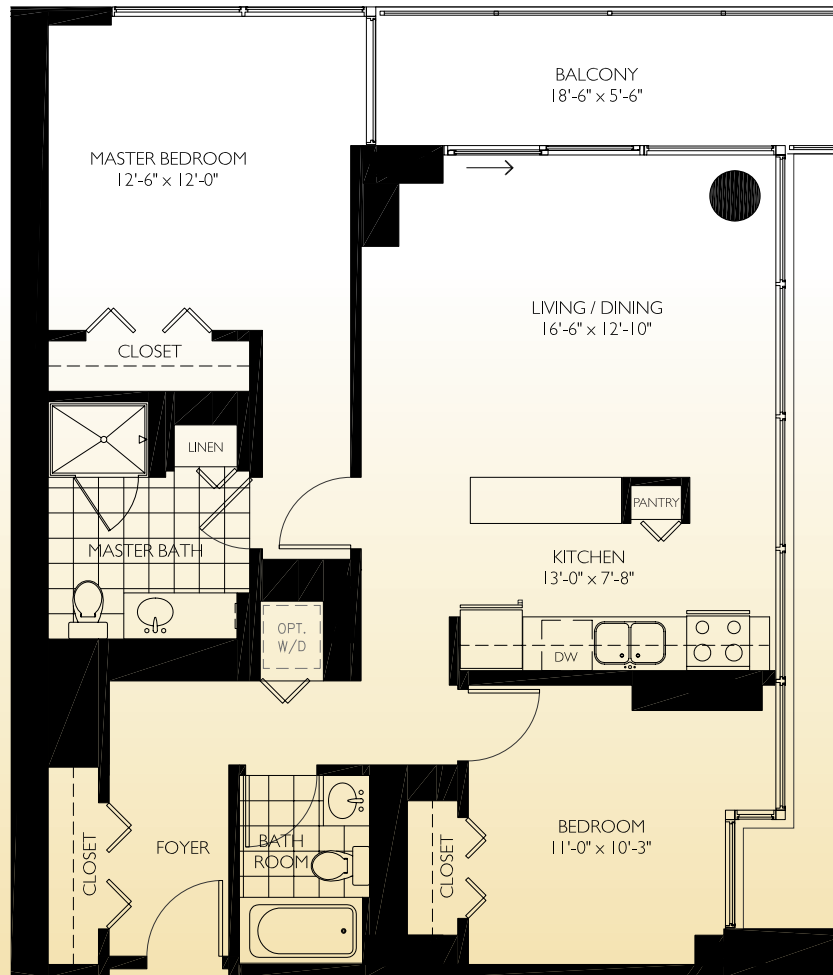 BALCONY
18'-6" x 5'-6"
MASTER BEDROOM
12'-6" x 12'-0"
LIVING / DINING
16'-6" x 12'-10"
CLOSET
LINEN
PANTRY
MASTER BATH
KITCHEN
13'-0" x 7'-8"
OPT.
W/D
DW
BEDROOM
11'-0" x 10'-3"
FOYER
BATH
ROOM
CLOSET
CLOSET